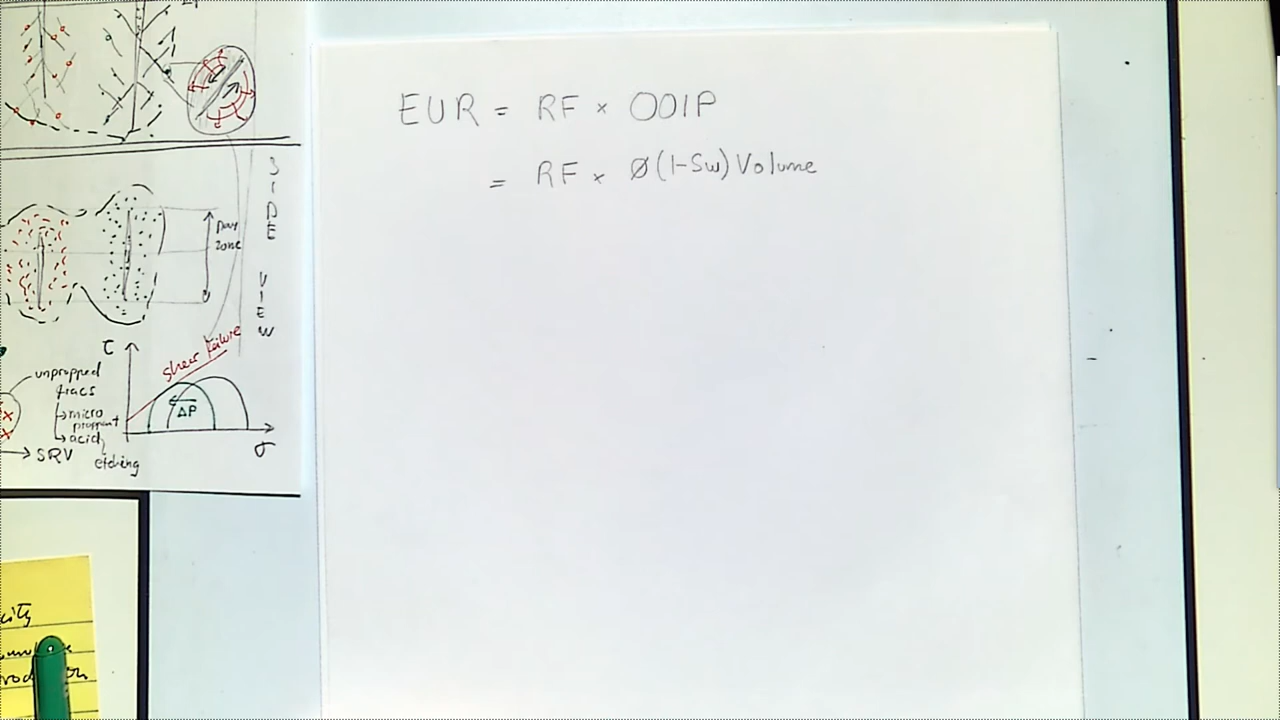 EUR = RF × OOIP
= RF × Ø(1-Sw) Volume
SIDE VIEW
Pay zone
τ
shear failure
unpropped
fracs
micro
proppant
acid
etching
→ SRV
ΔP
σ